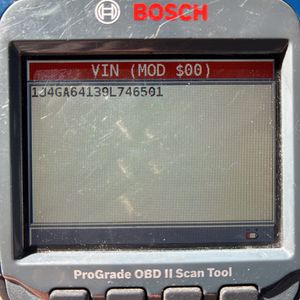 BOSCH
VIN (MOD $00)
1J4GA64139L746501
ProGrade OBD II Scan Tool